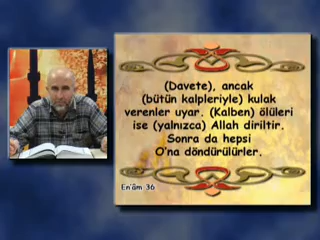 (Davete), ancak
(bütün kalpleriyle) kulak
verenler uyar. (Kalben) ölüleri
ise (yalnızca) Allah diriltir.
Sonra da hepsi
O'na döndürülürler.
En'âm 36